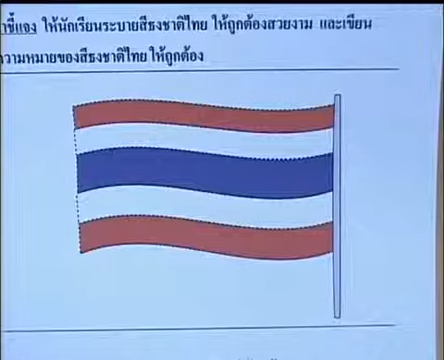 าชี้แจง ให้นักเรียนระบายสีธงชาติไทย ให้ถูกต้องสวยงาม และเขียน
ความหมายของสีธงชาติไทย ให้ถูกต้อง